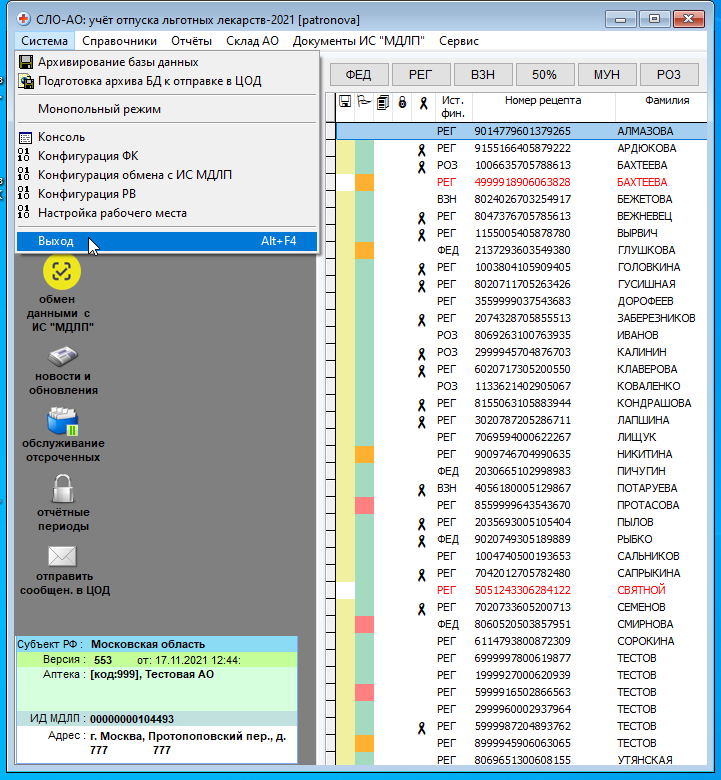 СЛО-АО: учёт отпуска льготных лекарств-2021 [patronova]
Система Справочники Отчёты Склад АО Документы ИС "МДЛП" Сервис
Архивирование базы данных
Подготовка архива БД к отправке в ЦОД
Монопольный режим
Консоль
Конфигурация ФК
Конфигурация обмена с ИС МДЛП
Конфигурация РВ
Настройка рабочего места
Выход Alt+F4
обмен
данными с
ИС "МДЛП"
новости и
обновления
обслуживание
отсроченных
отчётные
периоды
отправить
сообщен. в ЦОД
Субъект РФ : Московская область
Версия : 553 от: 17.11.2021 12:44:
Аптека : [код:999], Тестовая АО
ИД МДЛП : 00000000104493
Адрес : г. Москва, Протопоповский пер., д.
777 777
ФЕД РЕГ ВЗН 50% МУН РОЗ
Ист. фин. Номер рецепта Фамилия
РЕГ 9014779601379265 АЛМАЗОВА
РЕГ 9155166405879222 АРДЮКОВА
РОЗ 1006635705788613 БАХТЕЕВА
РЕГ 4999918906063828 БАХТЕЕВА
ВЗН 8024026703254917 БЕЖЕТОВА
РЕГ 8047376705785613 ВЕЖНЕВЕЦ
РЕГ 1155005405878780 ВЫРВИЧ
ФЕД 2137293603549380 ГЛУШКОВА
РЕГ 1003804105909405 ГОЛОВКИНА
РЕГ 8020711705263426 ГУСИШНАЯ
РЕГ 3559999037543683 ДОРОФЕЕВ
РЕГ 2074328705855513 ЗАБЕРЕЗНИКОВ
РОЗ 8069263100763935 ИВАНОВ
РОЗ 2999945704876703 КАЛИНИН
РЕГ 6020717305200550 КЛАВЕРОВА
РОЗ 1133621402905067 КОВАЛЕНКО
РЕГ 8155063105883944 КОНДРАШОВА
РЕГ 3020787205286711 ЛАПШИНА
РЕГ 7069594000622267 ЛИЩУК
РЕГ 9009746704990635 НИКИТИНА
ФЕД 2030665102998983 ПИЧУГИН
ВЗН 4056180005129867 ПОТАРУЕВА
РЕГ 8559999643543670 ПРОТАСОВА
РЕГ 2035693005105404 ПЫЛОВ
ФЕД 9020749305189889 РЫБКО
РЕГ 1004740500193653 САЛЬНИКОВ
РЕГ 7042012705782480 САПРЫКИНА
РЕГ 5051243306284122 СВЯТНОЙ
РЕГ 7020733605200713 СЕМЕНОВ
ФЕД 8060520503857951 СМИРНОВА
РЕГ 6114793800872309 СОРОКИНА
РЕГ 6999997800619877 ТЕСТОВ
РЕГ 1999927000620939 ТЕСТОВ
РЕГ 5999916502866563 ТЕСТОВ
РЕГ 2999960002937964 ТЕСТОВ
РЕГ 5999987204893762 ТЕСТОВ
РЕГ 8999945906063065 ТЕСТОВ
РЕГ 8069651300608155 УТЯНСКАЯ